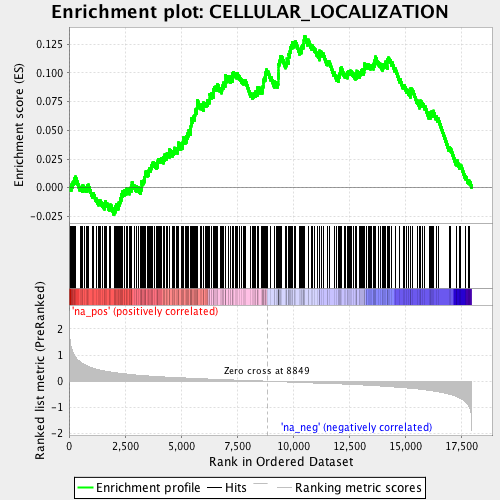 Enrichment plot: CELLULAR_LOCALIZATION
Enrichment score (ES)
0.125
0.100
0.075
0.050
0.025
0.000
-0.025
'na_pos' (positively correlated)
Ranked list metric (PreRanked)
2
1
0
-1
-2
Zero cross at 8849
'na_neg' (negatively correlated)
0
2,500
5,000
7,500
10,000
12,500
15,000
17,500
Rank in Ordered Dataset
Enrichment profile
Hits
Ranking metric scores